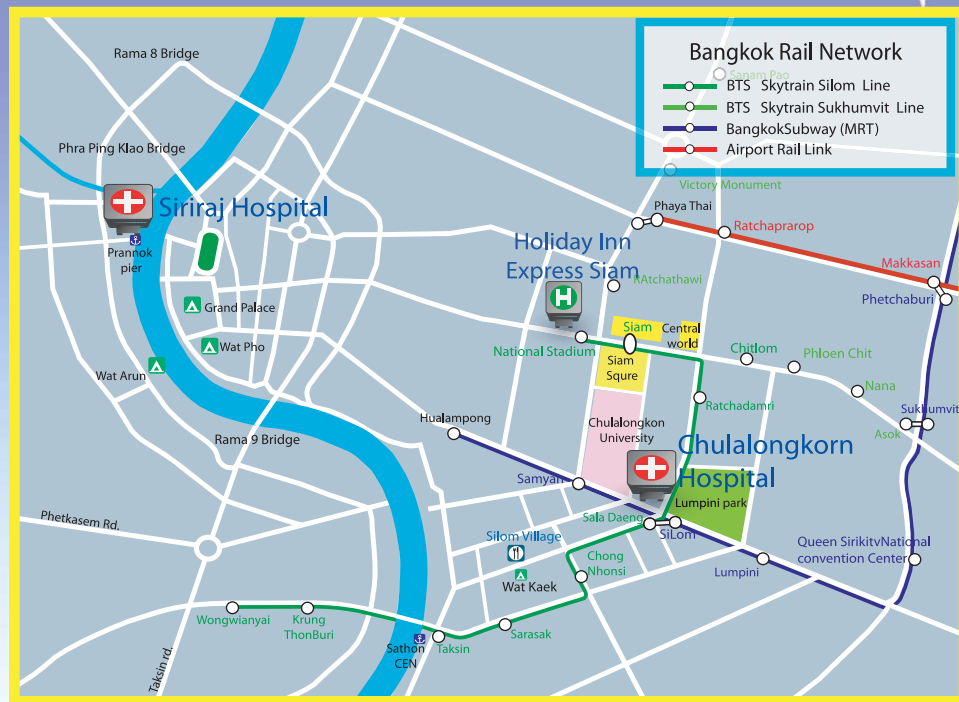 Bangkok Rail Network
Sanam Pao
BTS Skytrain Silom Line
BTS Skytrain Sukhumvit Line
BangkokSubway (MRT)
Airport Rail Link
Rama 8 Bridge
Phra Ping Klao Bridge
Victory Monument
Siriraj Hospital
Phaya Thai
Ratchaprarop
Prannok
pier
Holiday Inn
Express Siam
RAtchathawi
Makkasan
Phetchaburi
H
Grand Palace
Wat Pho
Wat Arun
National Stadium
Siam
Central
world
Siam
Squre
Chitlom
Phloen Chit
Nana
Ratchadamri
Sukhumvit
Asok
Hualampong
Chulalongkon
University
Rama 9 Bridge
Chulalongkorn
Hospital
Samyan
Lumpini park
Phetkasem Rd.
Sala Daeng
SiLom
Silom Village
Chong
Nhonsi
Queen SirikitvNational
convention Center
Lumpini
Wat Kaek
Wongwianyai
Krung
ThonBuri
Sarasak
Taksin
Sathon
CEN
Taksin rd.